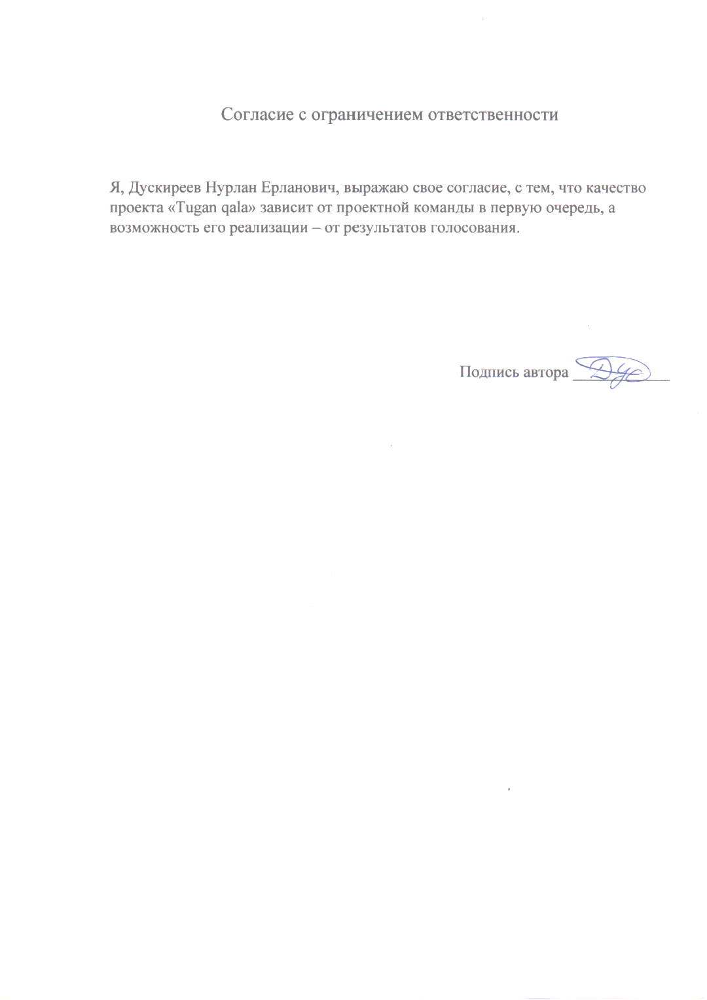 Согласие с ограничением ответственности
Я, Дускиреев Нурлан Ерланович, выражаю свое согласие, с тем, что качество
проекта «Tugan qala» зависит от проектной команды в первую очередь, а
возможность его реализации – от результатов голосования.
Подпись автора Дус